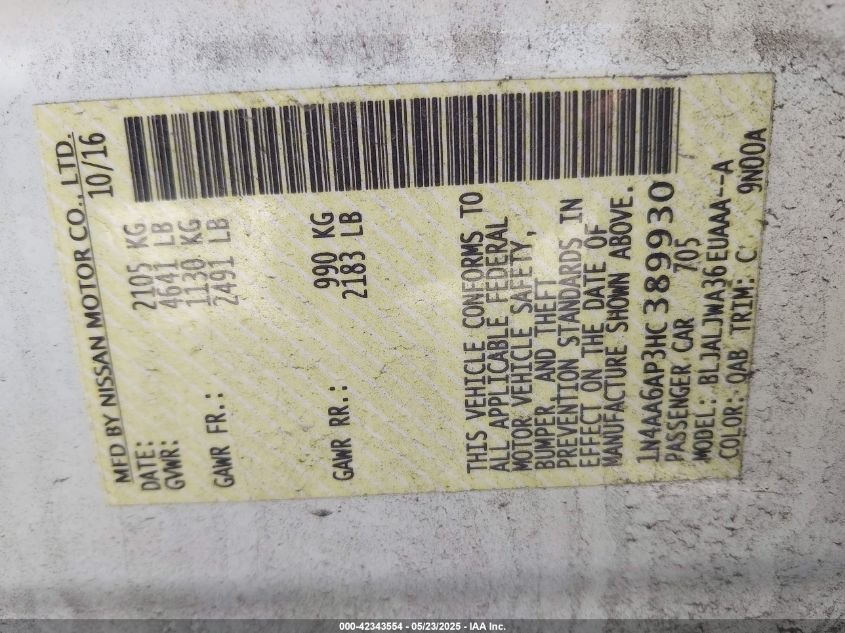 MFD BY NISSAN MOTOR CO., LTD.
DATE: 10/16
GVWR: 2105 KG
4641 LB
GAWR FR.: 1130 KG
2491 LB
GAWR RR.: 990 KG
2183 LB
THIS VEHICLE CONFORMS TO
ALL APPLICABLE FEDERAL
MOTOR VEHICLE SAFETY,
BUMPER AND THEFT
PREVENTION STANDARDS IN
EFFECT ON THE DATE OF
MANUFACTURE SHOWN ABOVE.
1N4AA6AP3HC389930
PASSENGER CAR 705
MODEL: BLJALJWA36EUAAA--A
COLOR: QAB TRIM: C 9N00A
000-42343554 - 05/23/2025 - IAA Inc.